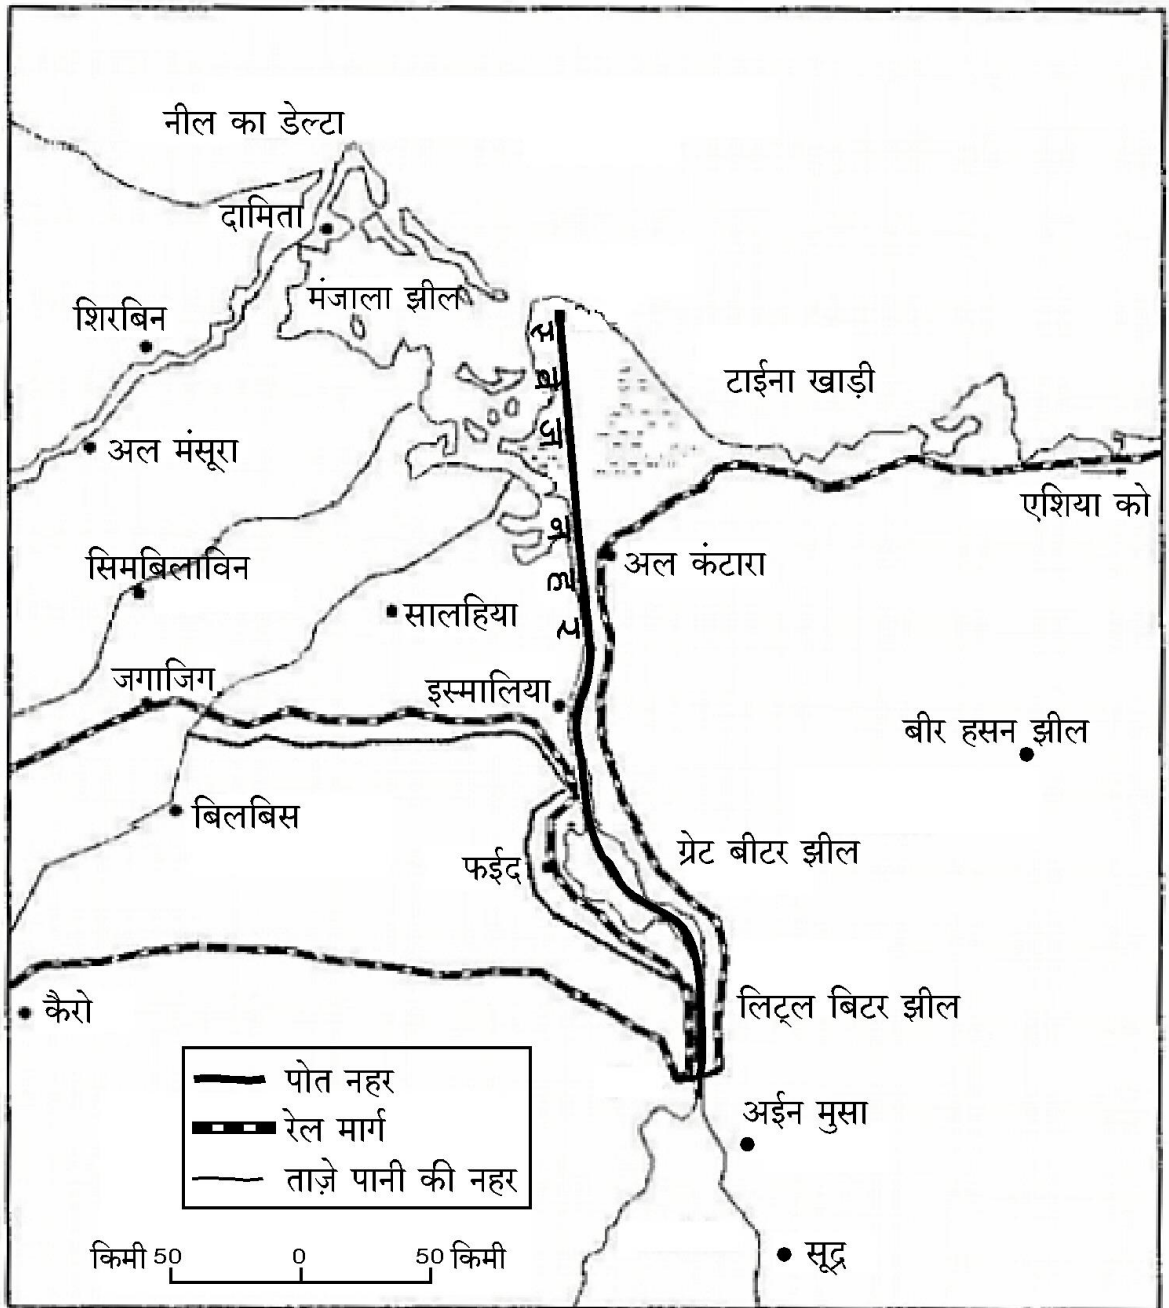 नील का डेल्टा
दामिता
मंजाला झील
शिरबिन
टाईना खाड़ी
अल मंसूरा
एशिया को
सिमबिलाविन
अल कंटारा
सालहिया
जगाजिग
इस्मालिया
बीर हसन झील
बिलबिस
ग्रेट बीटर झील
फईद
कैरो
लिट्ल बिटर झील
पोत नहर
रेल मार्ग
ताज़े पानी की नहर
अईन मुसा
किमी 50 0 50 किमी
सूद्र